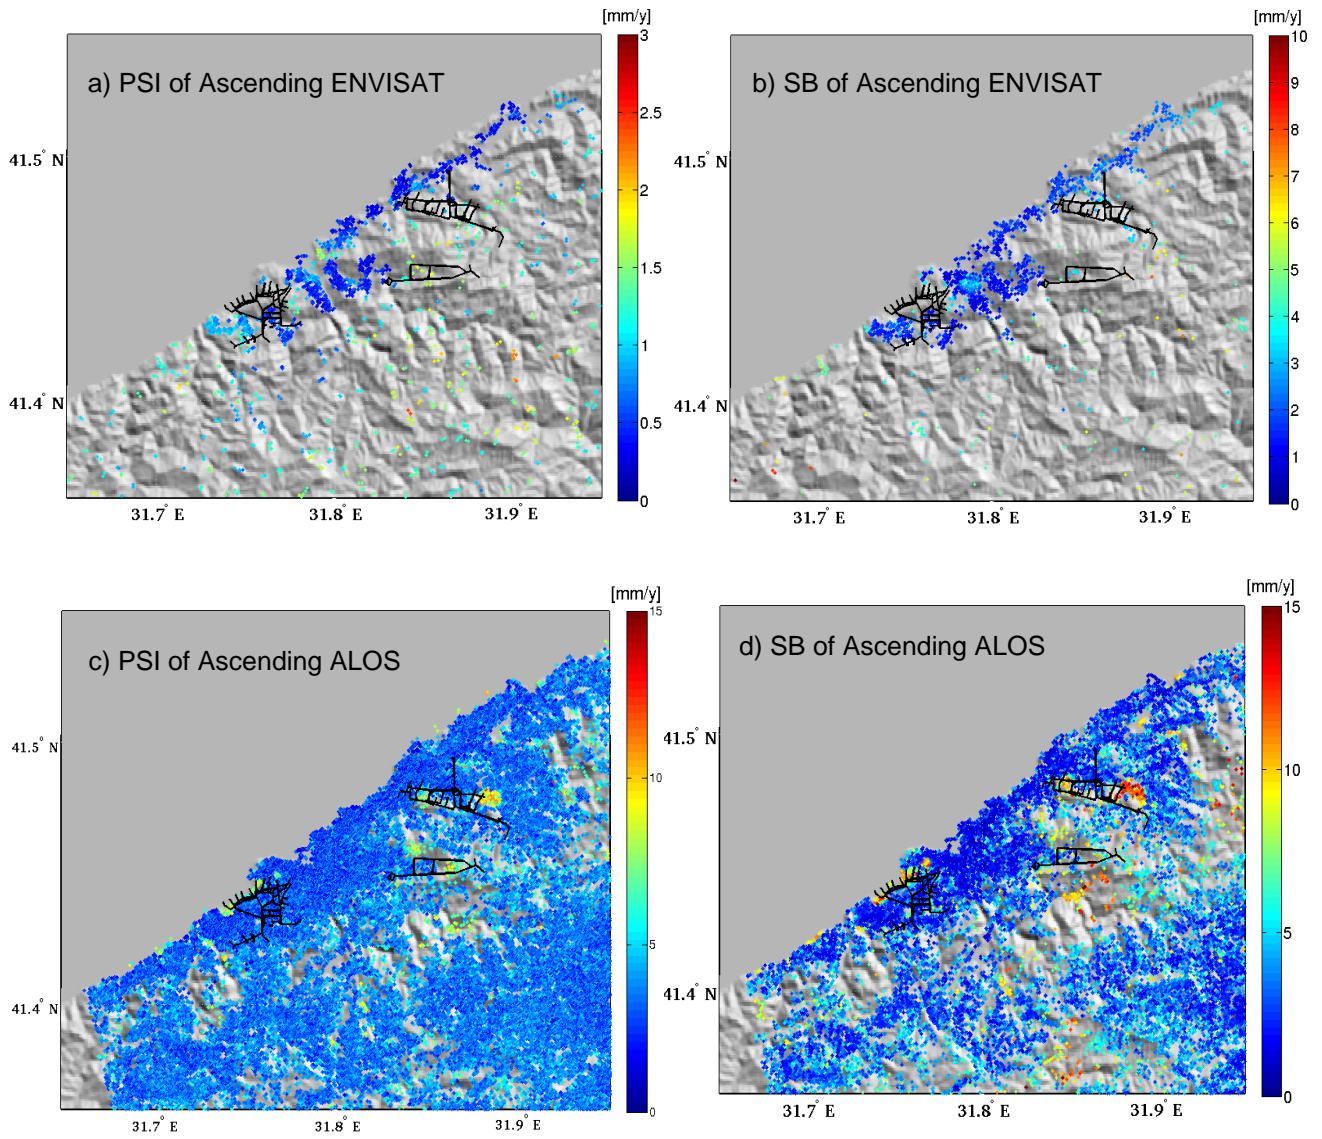 [mm/y]
a) PSI of Ascending ENVISAT
3
2.5
2
1.5
1
0.5
0
41.5° N
41.4° N
31.7° E
31.8° E
31.9° E
[mm/y]
b) SB of Ascending ENVISAT
10
9
8
7
6
5
4
3
2
1
0
41.5° N
41.4° N
31.7° E
31.8° E
31.9° E
[mm/y]
c) PSI of Ascending ALOS
15
10
5
0
41.5° N
41.4° N
31.7° E
31.8° E
31.9° E
[mm/y]
d) SB of Ascending ALOS
15
10
5
0
41.5° N
41.4° N
31.7° E
31.8° E
31.9° E